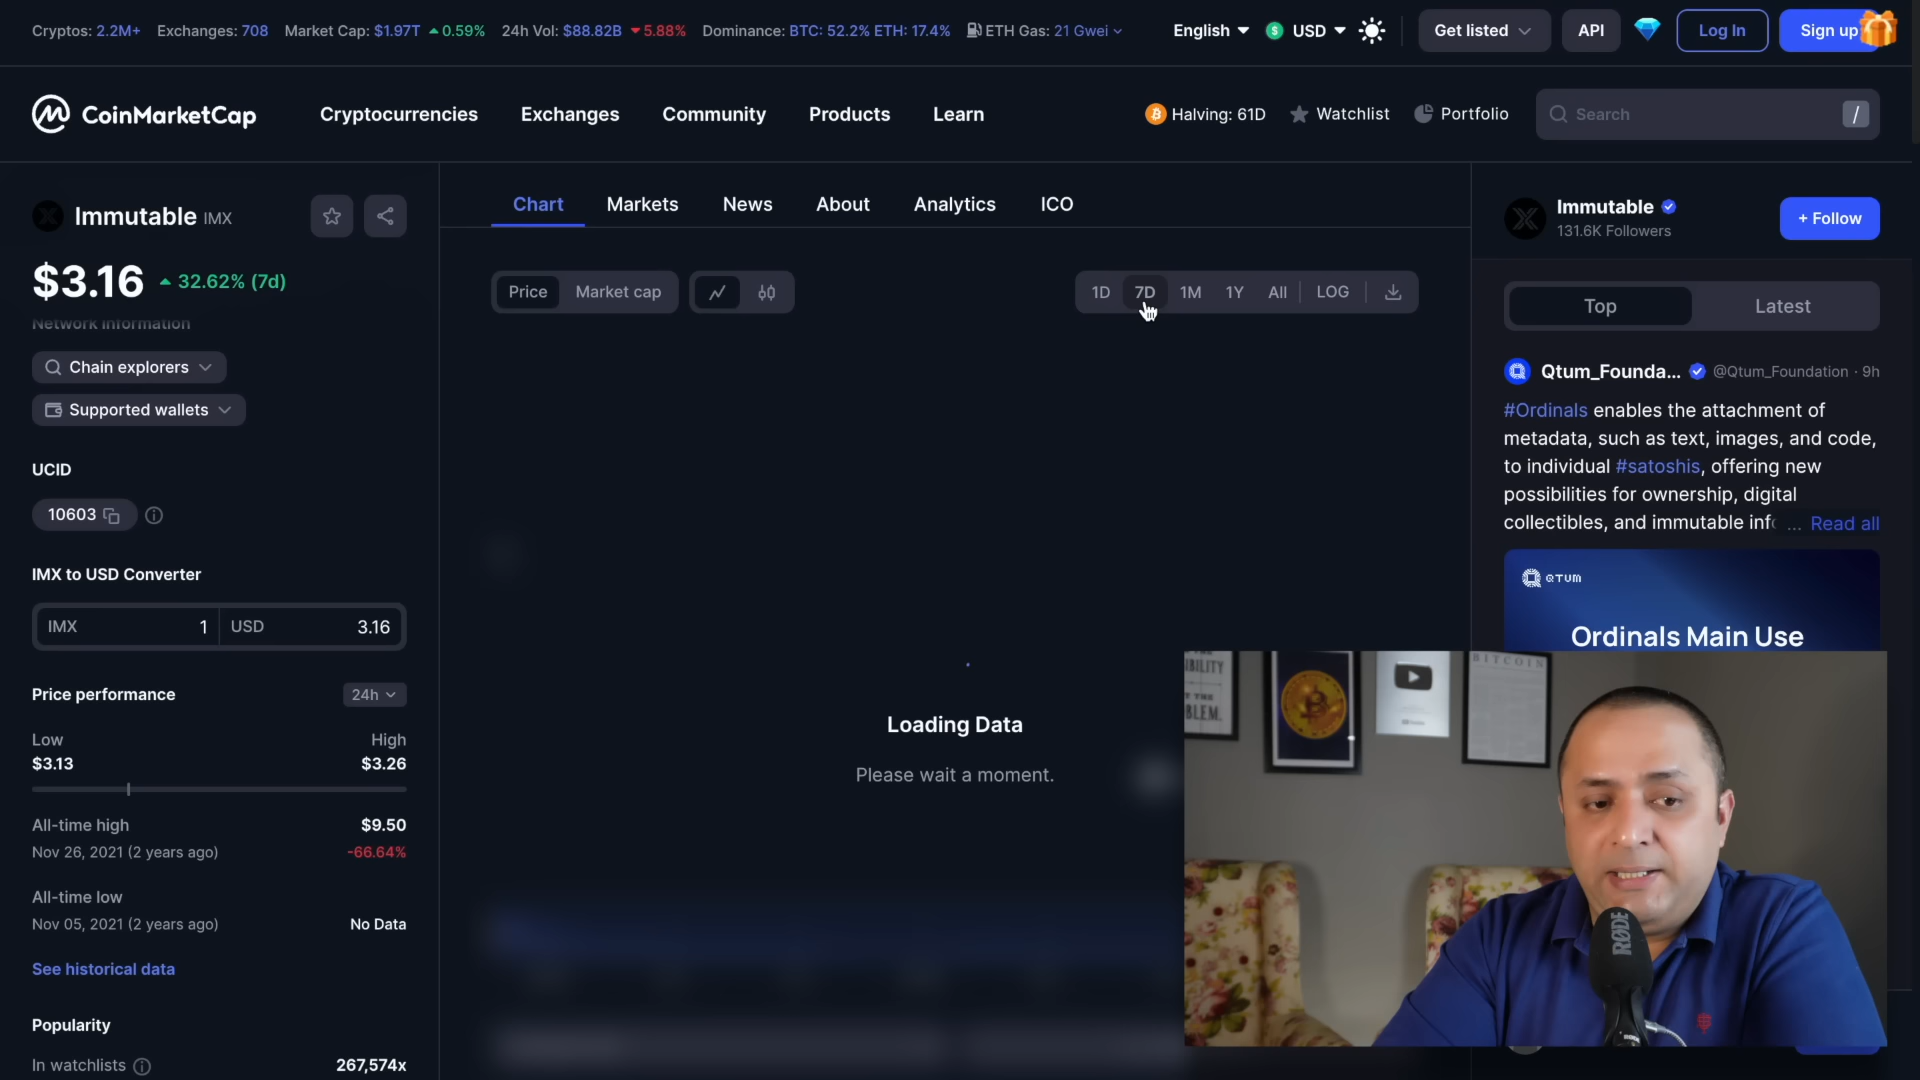 Cryptos: 2.2M+ Exchanges: 708 Market Cap: $1.97T 0.59% 24h Vol: $88.82B 5.88% Dominance: BTC: 52.2% ETH: 17.4% ETH Gas: 21 Gwei English USD Get listed API Log In Sign up
CoinMarketCap Cryptocurrencies Exchanges Community Products Learn Halving: 61D Watchlist Portfolio Search /
Immutable IMX
$3.16 32.62% (7d)
Network information
Chain explorers
Supported wallets
UCID
10603
IMX to USD Converter
IMX 1 USD 3.16
Price performance 24h
Low High
$3.13 $3.26
All-time high $9.50
Nov 26, 2021 (2 years ago) -66.64%
All-time low
Nov 05, 2021 (2 years ago) No Data
See historical data
Popularity
In watchlists 267,574x
Chart Markets News About Analytics ICO
Price Market cap 1D 7D 1M 1Y All LOG
Loading Data
Please wait a moment.
Immutable
131.6K Followers
+ Follow
Top Latest
Qtum_Founda... @Qtum_Foundation · 9h
#Ordinals enables the attachment of
metadata, such as text, images, and code,
to individual #satoshis, offering new
possibilities for ownership, digital
collectibles, and immutable inf ... Read all
QTUM
Ordinals Main Use
IBILITY
T THE
BLEM.
BITCOIN
RØDE